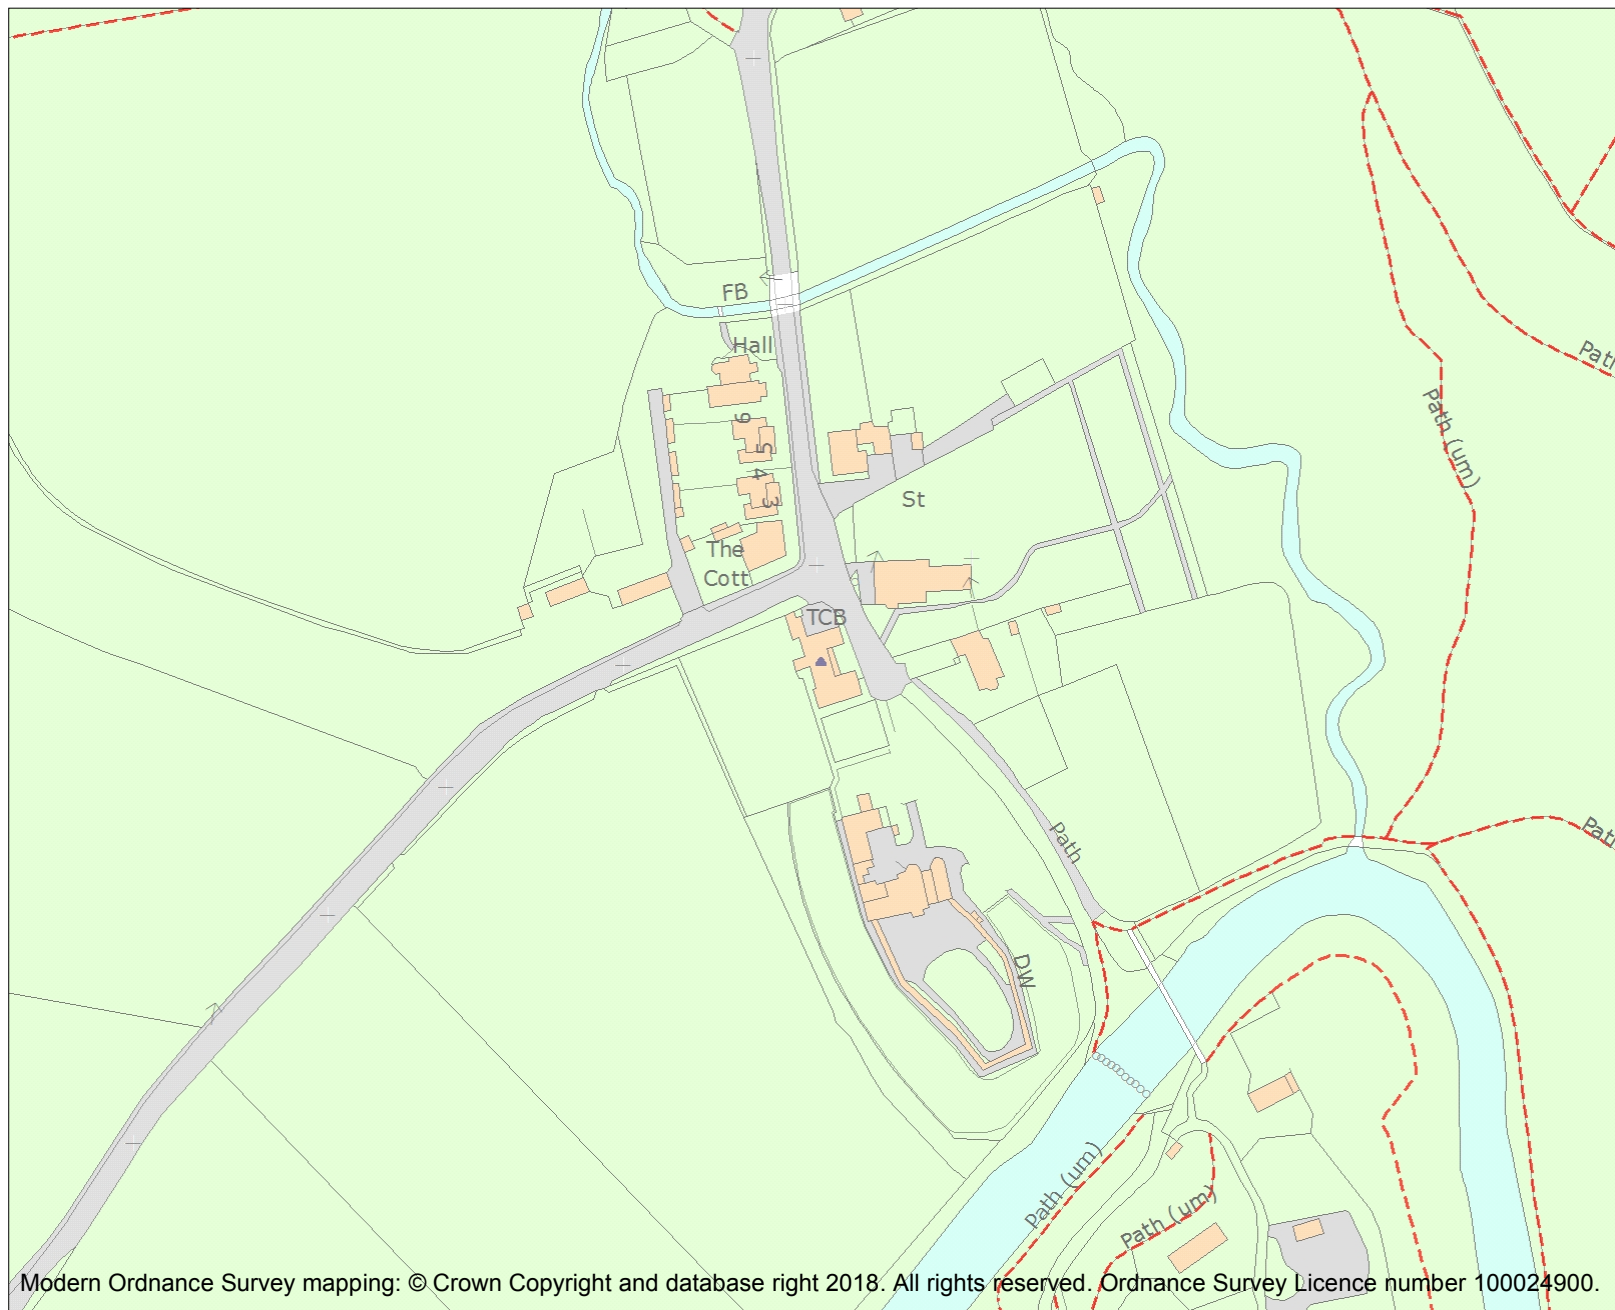 FB
Hall
Path
Path (um)
6
5
4
3
St
The
Cott
TCB
Path
DW
Path (um)
Path (um)
Modern Ordnance Survey mapping: © Crown Copyright and database right 2018. All rights reserved. Ordnance Survey Licence number 100024900.